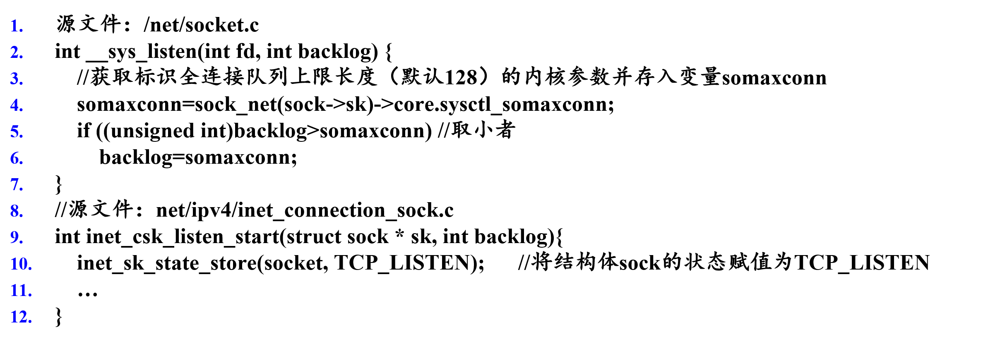 1. 源文件：/net/socket.c
2. int __sys_listen(int fd, int backlog) {
3. //获取标识全连接队列上限长度（默认128）的内核参数并存入变量somaxconn
4. somaxconn=sock_net(sock->sk)->core.sysctl_somaxconn;
5. if ((unsigned int)backlog>somaxconn) //取小者
6. backlog=somaxconn;
7. }
8. //源文件：net/ipv4/inet_connection_sock.c
9. int inet_csk_listen_start(struct sock * sk, int backlog){
10. inet_sk_state_store(socket, TCP_LISTEN); //将结构体sock的状态赋值为TCP_LISTEN
11. …
12. }